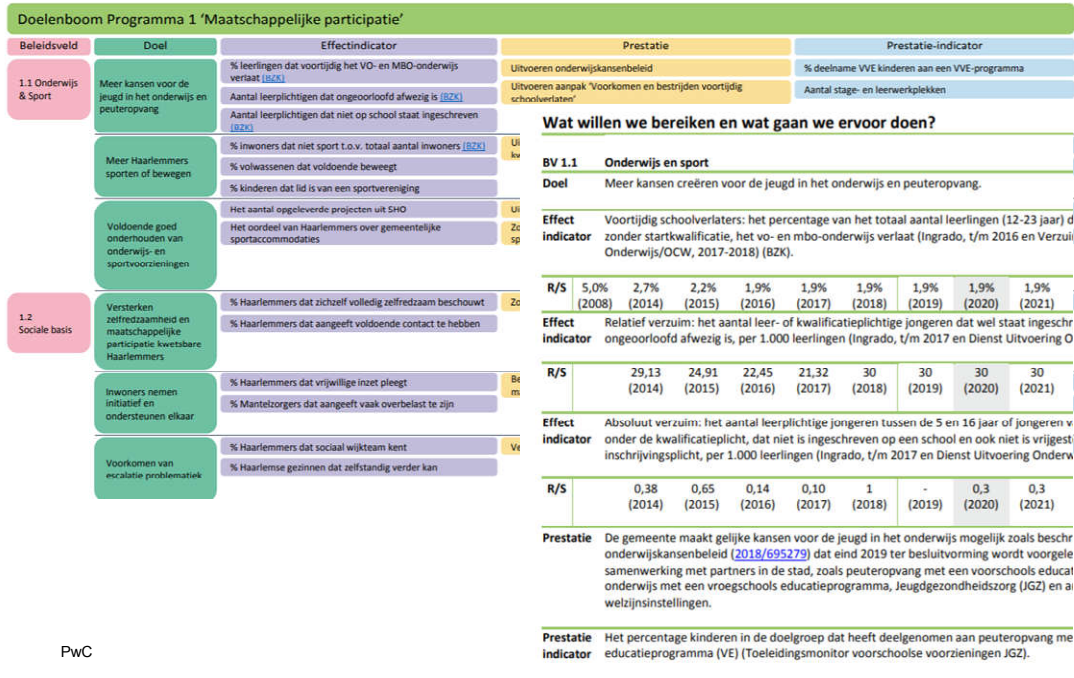 Doelenboom Programma 1 ‘Maatschappelijke participatie’
Beleidsveld Doel Effectindicator Prestatie Prestatie-indicator
1.1 Onderwijs
& Sport
Meer kansen voor de
jeugd in het onderwijs en
peuteropvang
% leerlingen dat voortijdig het VO- en MBO-onderwijs
verlaat (BZK)
Aantal leerplichtigen dat ongeoorloofd afwezig is (BZK)
Aantal leerplichtigen dat niet op school staat ingeschreven
(BZK)
Uitvoeren onderwijskansenbeleid
Uitvoeren aanpak ‘Voorkomen en bestrijden voortijdig
schoolverlaten’
% deelname VVE kinderen aan een VVE-programma
Aantal stage- en leerwerkplekken
Meer Haarlemmers
sporten of bewegen
% inwoners dat niet sport t.o.v. totaal aantal inwoners (BZK)
% volwassenen dat voldoende beweegt
% kinderen dat lid is van een sportvereniging
Ui
kw
Voldoende goed
onderhouden van
onderwijs- en
sportvoorzieningen
Het aantal opgeleverde projecten uit SHO
Het oordeel van Haarlemmers over gemeentelijke
sportaccommodaties
Ui
Zo
sp
1.2
Sociale basis
Versterken
zelfredzaamheid en
maatschappelijke
participatie kwetsbare
Haarlemmers
% Haarlemmers dat zichzelf volledig zelfredzaam beschouwt
% Haarlemmers dat aangeeft voldoende contact te hebben
Zo
Inwoners nemen
initiatief en
ondersteunen elkaar
% Haarlemmers dat vrijwillige inzet pleegt
% Mantelzorgers dat aangeeft vaak overbelast te zijn
Be
ma
Voorkomen van
escalatie problematiek
% Haarlemmers dat sociaal wijkteam kent
% Haarlemse gezinnen dat zelfstandig verder kan
Ve
Wat willen we bereiken en wat gaan we ervoor doen?
BV 1.1 Onderwijs en sport
Doel Meer kansen creëren voor de jeugd in het onderwijs en peuteropvang.
Effect Voortijdig schoolverlaters: het percentage van het totaal aantal leerlingen (12-23 jaar) d
indicator zonder startkwalificatie, het vo- en mbo-onderwijs verlaat (Ingrado, t/m 2016 en Verzui
Onderwijs/OCW, 2017-2018) (BZK).
R/S 5,0% 2,7% 2,2% 1,9% 1,9% 1,9% 1,9% 1,9% 1,9%
(2008) (2014) (2015) (2016) (2017) (2018) (2019) (2020) (2021)
Effect Relatief verzuim: het aantal leer- of kwalificatieplichtige jongeren dat wel staat ingeschr
indicator ongeoorloofd afwezig is, per 1.000 leerlingen (Ingrado, t/m 2017 en Dienst Uitvoering O
R/S 29,13 24,91 22,45 21,32 30 30 30 30
(2014) (2015) (2016) (2017) (2018) (2019) (2020) (2021)
Effect Absoluut verzuim: het aantal leerplichtige jongeren tussen de 5 en 16 jaar of jongeren v
indicator onder de kwalificatieplicht, dat niet is ingeschreven op een school en ook niet is vrijgest
inschrijvingsplicht, per 1.000 leerlingen (Ingrado, t/m 2017 en Dienst Uitvoering Onderw
R/S 0,38 0,65 0,14 0,10 1 - 0,3 0,3
(2014) (2015) (2016) (2017) (2018) (2019) (2020) (2021)
Prestatie De gemeente maakt gelijke kansen voor de jeugd in het onderwijs mogelijk zoals beschr
onderwijskansenbeleid (2018/695279) dat eind 2019 ter besluitvorming wordt voorgele
samenwerking met partners in de stad, zoals peuteropvang met een voorschools educat
onderwijs met een vroegschools educatieprogramma, Jeugdgezondheidszorg (JGZ) en a
welzijnsinstellingen.
Prestatie Het percentage kinderen in de doelgroep dat heeft deelgenomen aan peuteropvang me
indicator educatieprogramma (VE) (Toeleidingsmonitor voorschoolse voorzieningen JGZ).
PwC